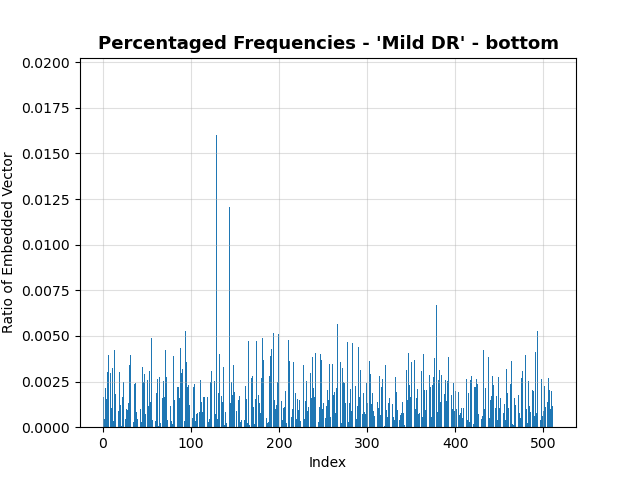 Percentaged Frequencies - 'Mild DR' - bottom
Ratio of Embedded Vector
0.0200
0.0175
0.0150
0.0125
0.0100
0.0075
0.0050
0.0025
0.0000
0 100 200 300 400 500
Index